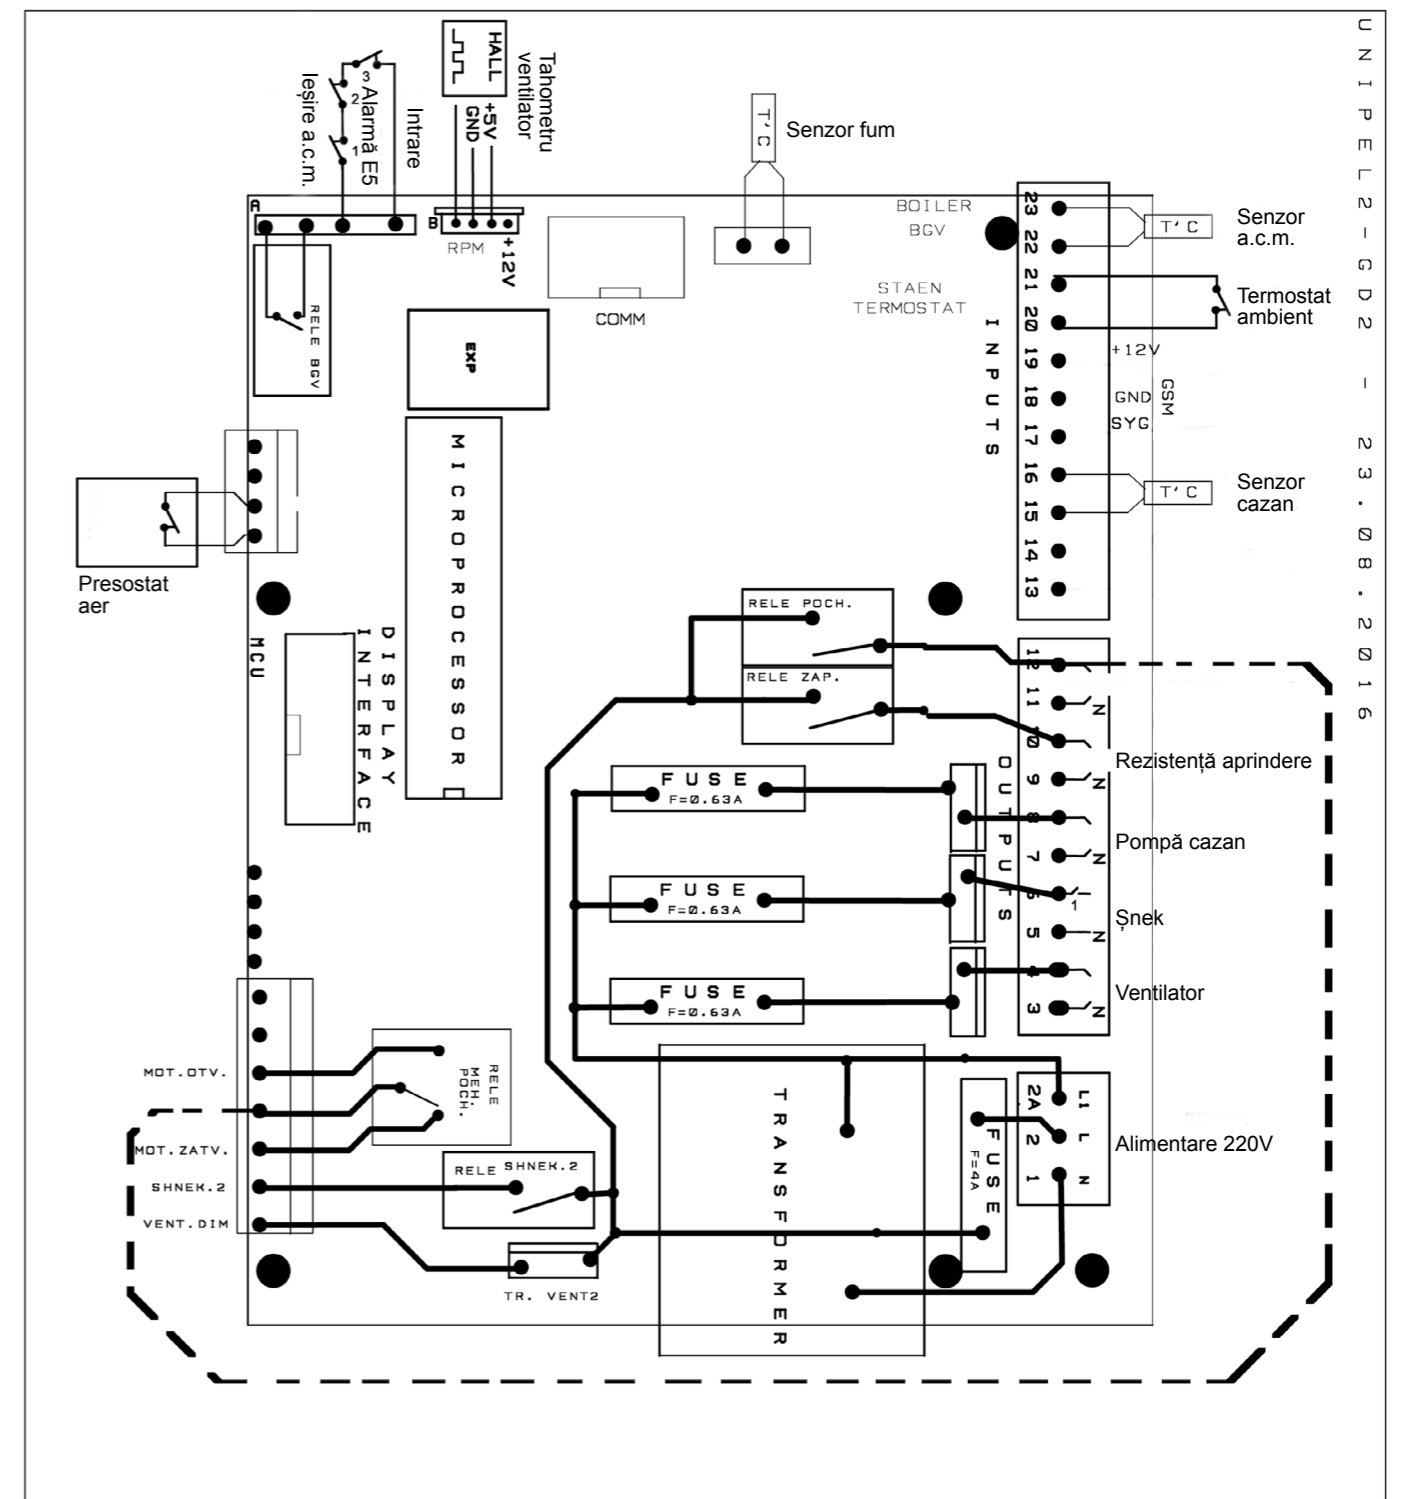 UNIPEL2-GD2 - 23.08.2016
Ieșire a.c.m.
3
2
1
Alarmă E5
Intrare
HALL
+5V
GND
Tahometru
ventilator
T'C
Senzor fum
A
B
RPM
+12V
COMM
RELE BGV
EXP
BOILER
BGV
STAEN
TERMOSTAT
INPUTS
23
22
21
20
19
18
17
16
15
14
13
T'C
Senzor
a.c.m.
Termostat
ambient
+12V
GND
SYG
GSM
T'C
Senzor
cazan
Presostat
aer
MCU
MICROPROCESSOR
DISPLAY
INTERFACE
RELE POCH.
RELE ZAP.
OUTPUTS
12
11 N
10
Rezistență aprindere
9 N
8
Pompă cazan
7 N
6 1
Șnek
5 N
4
Ventilator
3 N
FUSE
F=0.63A
FUSE
F=0.63A
FUSE
F=0.63A
MOT.OTV.
MOT.ZATV.
SHNEK.2
VENT.DIM
RELE
MEH.
POCH.
RELE SHNEK.2
TR. VENT2
TRANSFORMER
FUSE
F=4A
2A L1
2 L
1 N
Alimentare 220V